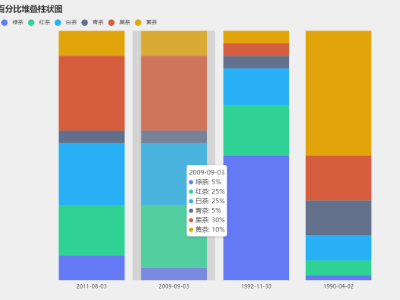 百分比堆叠柱状图
绿茶 红茶 白茶 青茶 黑茶 黄茶
2009-09-03
绿茶: 5%
红茶: 25%
白茶: 25%
青茶: 5%
黑茶: 30%
黄茶: 10%
2011-08-03 2009-09-03 1992-11-30 1990-04-02